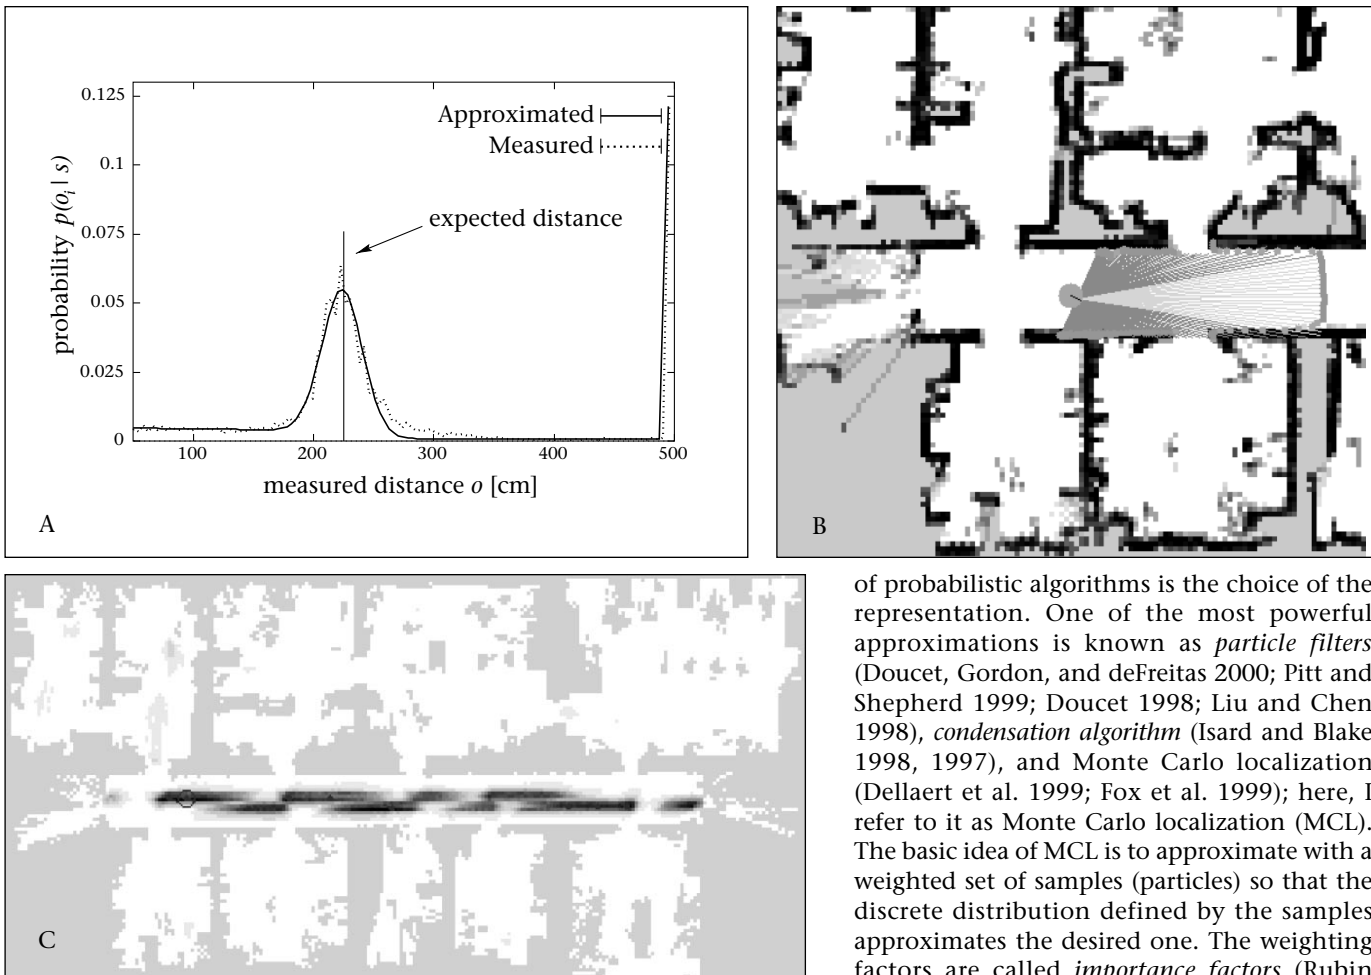 0.125
0.1
0.075
0.05
0.025
0
probability p(o_i | s)
Approximated
Measured
expected distance
100
200
300
400
500
measured distance o [cm]
A
B
C
of probabilistic algorithms is the choice of the
representation. One of the most powerful
approximations is known as particle filters
(Doucet, Gordon, and deFreitas 2000; Pitt and
Shepherd 1999; Doucet 1998; Liu and Chen
1998), condensation algorithm (Isard and Blake
1998, 1997), and Monte Carlo localization
(Dellaert et al. 1999; Fox et al. 1999); here, I
refer to it as Monte Carlo localization (MCL).
The basic idea of MCL is to approximate with a
weighted set of samples (particles) so that the
discrete distribution defined by the samples
approximates the desired one. The weighting
factors are called importance factors (Rubin